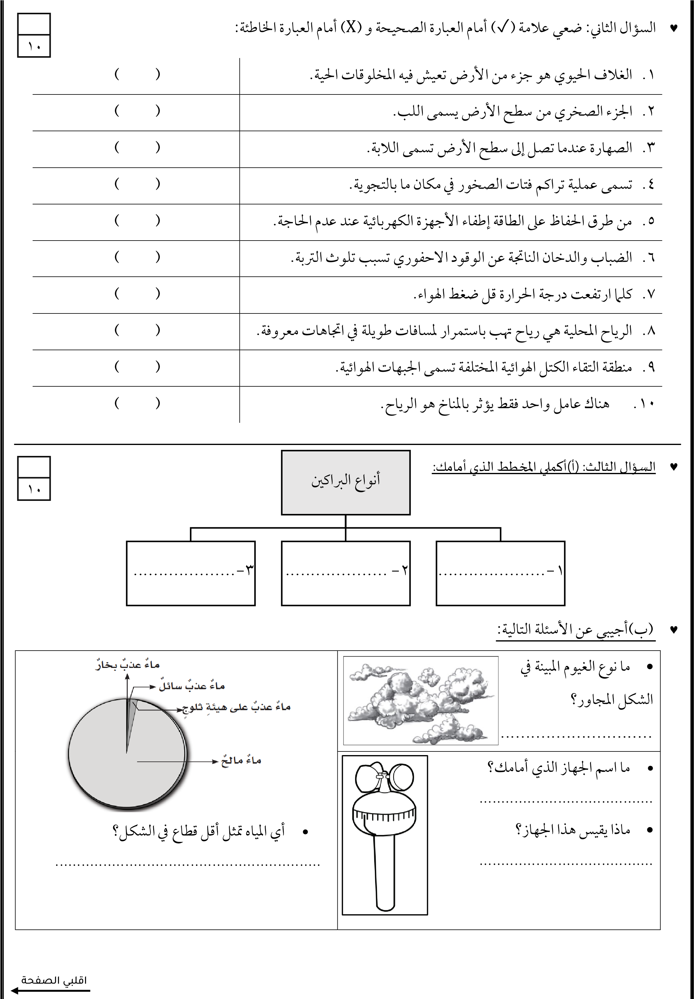 ♥ السؤال الثاني: ضعي علامة (✓) أمام العبارة الصحيحة و (X) أمام العبارة الخاطئة:
١٠
١. الغلاف الحيوي هو جزء من الأرض تعيش فيه المخلوقات الحية. ( )
٢. الجزء الصخري من سطح الأرض يسمى اللب. ( )
٣. الصهارة عندما تصل إلى سطح الأرض تسمى اللابة. ( )
٤. تسمى عملية تراكم فتات الصخور في مكان ما بالتجوية. ( )
٥. من طرق الحفاظ على الطاقة إطفاء الأجهزة الكهربائية عند عدم الحاجة. ( )
٦. الضباب والدخان الناتجة عن الوقود الاحفوري تسبب تلوث التربة. ( )
٧. كلما ارتفعت درجة الحرارة قل ضغط الهواء. ( )
٨. الرياح المحلية هي رياح تهب باستمرار لمسافات طويلة في اتجاهات معروفة. ( )
٩. منطقة التقاء الكتل الهوائية المختلفة تسمى الجبهات الهوائية. ( )
١٠. هناك عامل واحد فقط يؤثر بالمناخ هو الرياح. ( )
♥ السؤال الثالث: (أ)أكملي المخطط الذي أمامك:
١٠
أنواع البراكين
١-.....................
٢- ....................
٣-....................
♥ (ب)أجيبي عن الأسئلة التالية:
• ما نوع الغيوم المبينة في
الشكل المجاور؟
..............................
• ما اسم الجهاز الذي أمامك؟
........................................
• ماذا يقيس هذا الجهاز؟
........................................
ماءٌ عذبٌ بخارٌ
ماءٌ عذبٌ سائلٌ
ماءٌ عذبٌ على هيئةِ ثلوجٍ
ماءٌ مالحٌ
• أي المياه تمثل أقل قطاع في الشكل؟
.............................................................
اقلبي الصفحة